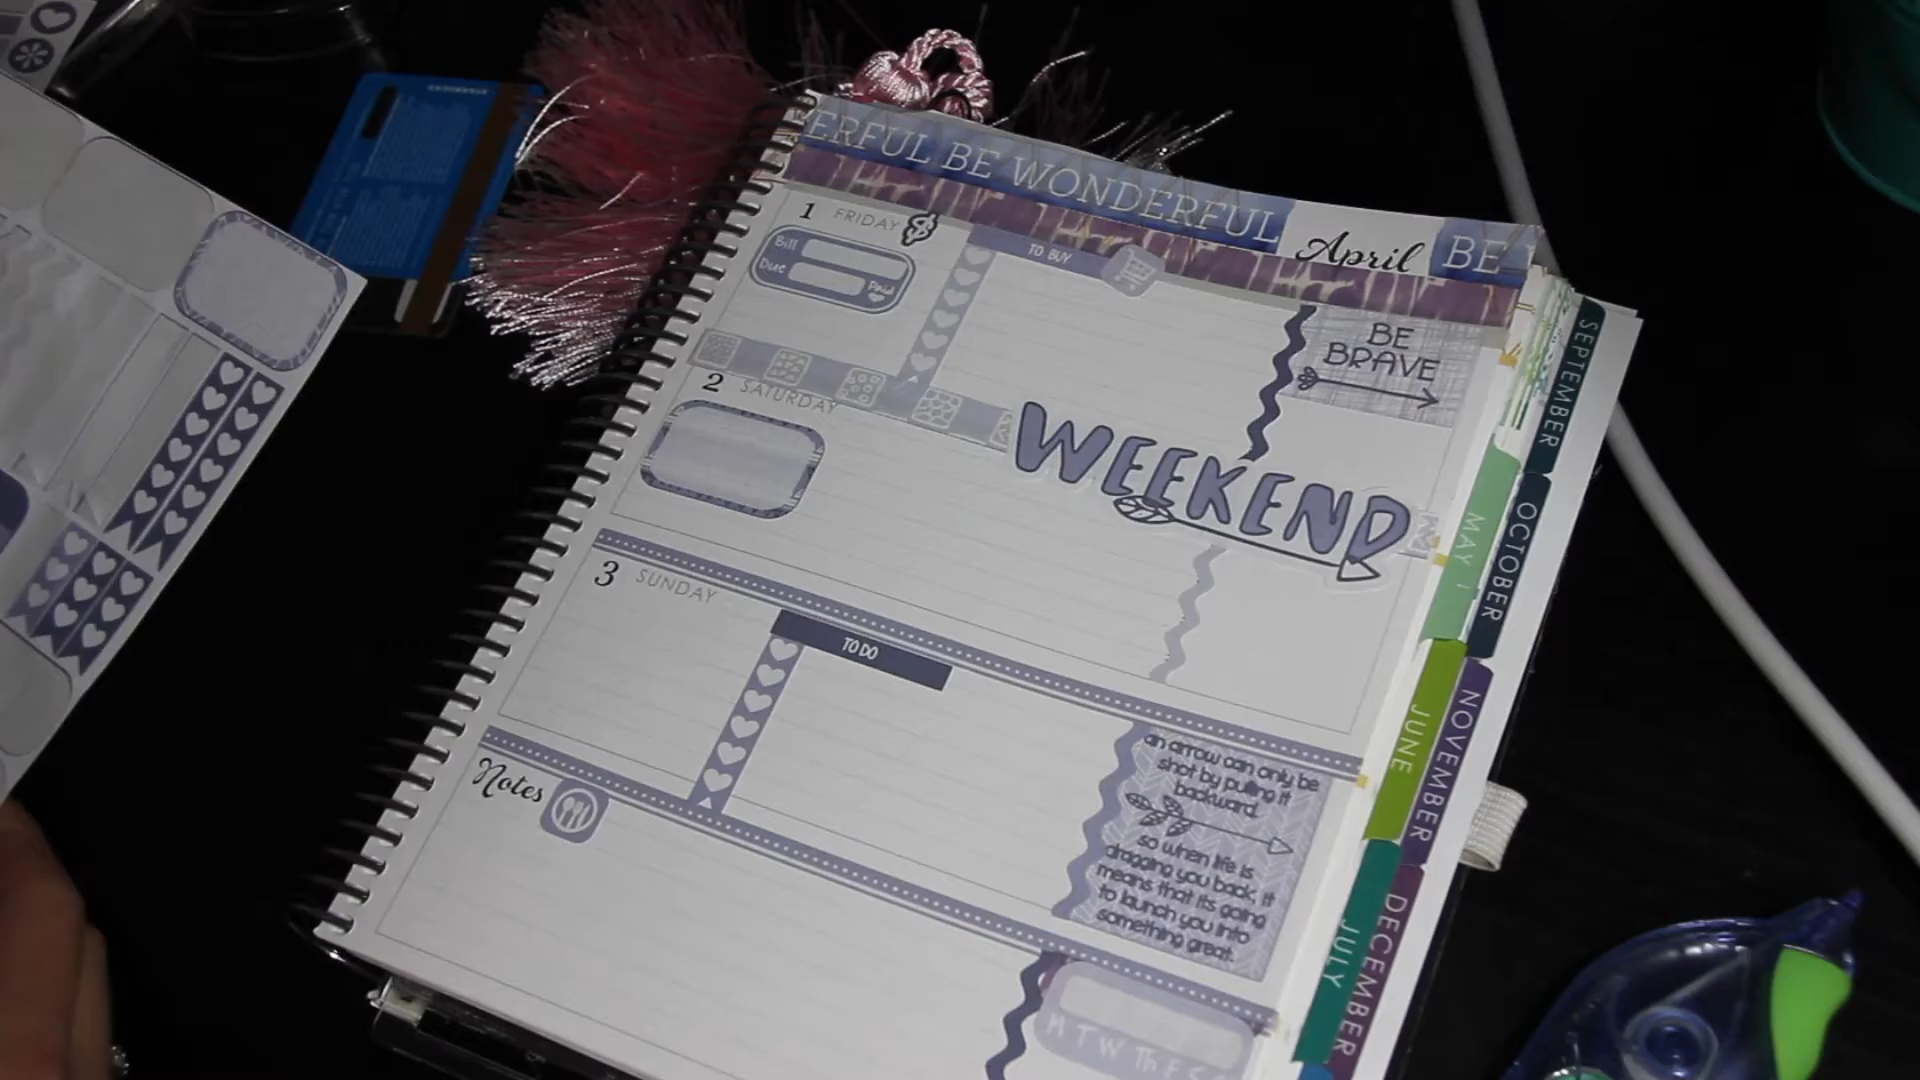 STARBUCKS
ERFUL BE WONDERFUL
April
BE
1 FRIDAY
Bill
Due
Paid
TO BUY
BE
BRAVE
2 SATURDAY
WEEKEND
3 SUNDAY
TO DO
an arrow can only be
shot by pulling it
backward.
so when life is
dragging you back, it
means that its going
to launch you into
something great.
Notes
M T W Th F S
SEPTEMBER
OCTOBER
NOVEMBER
DECEMBER
MAY
JUNE
JULY